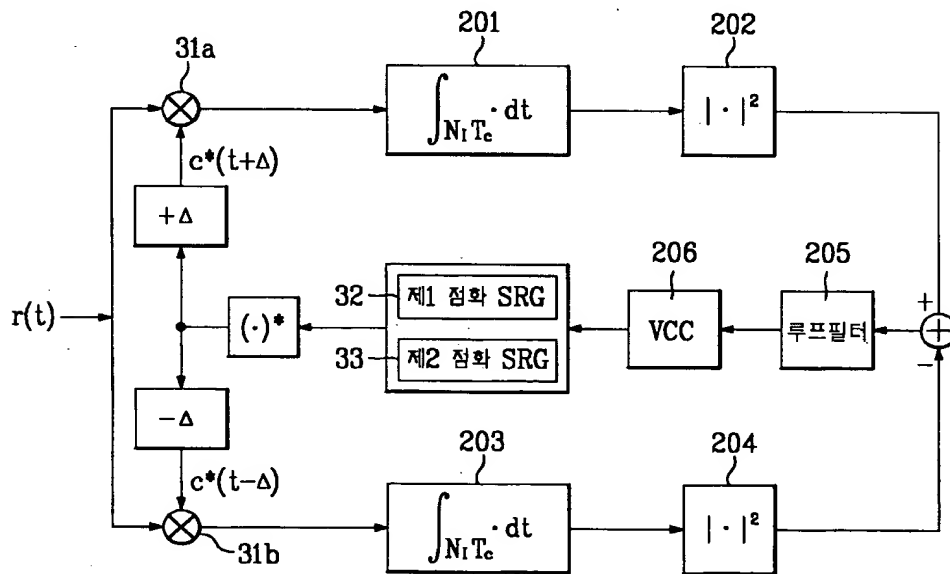 201
202
31a
∫NITc · dt
| · |²
c*(t+Δ)
+Δ
206
205
32
제1 점화 SRG
+
r(t)
(·)*
VCC
루프필터
33
제2 점화 SRG
−
−Δ
203
204
c*(t−Δ)
∫NITc · dt
| · |²
31b